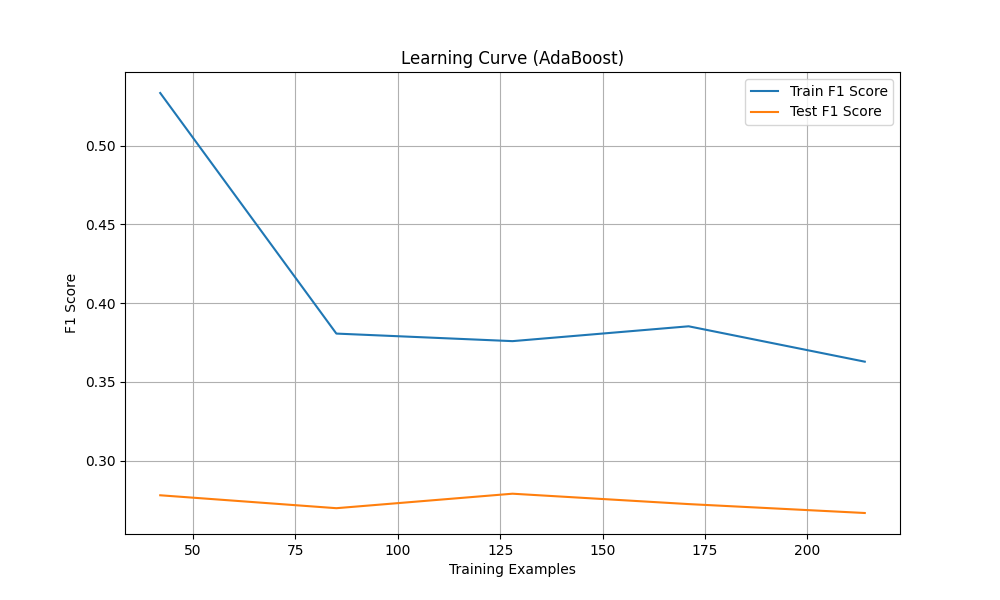 Learning Curve (AdaBoost)
Train F1 Score
Test F1 Score
F1 Score
0.50
0.45
0.40
0.35
0.30
50 75 100 125 150 175 200
Training Examples